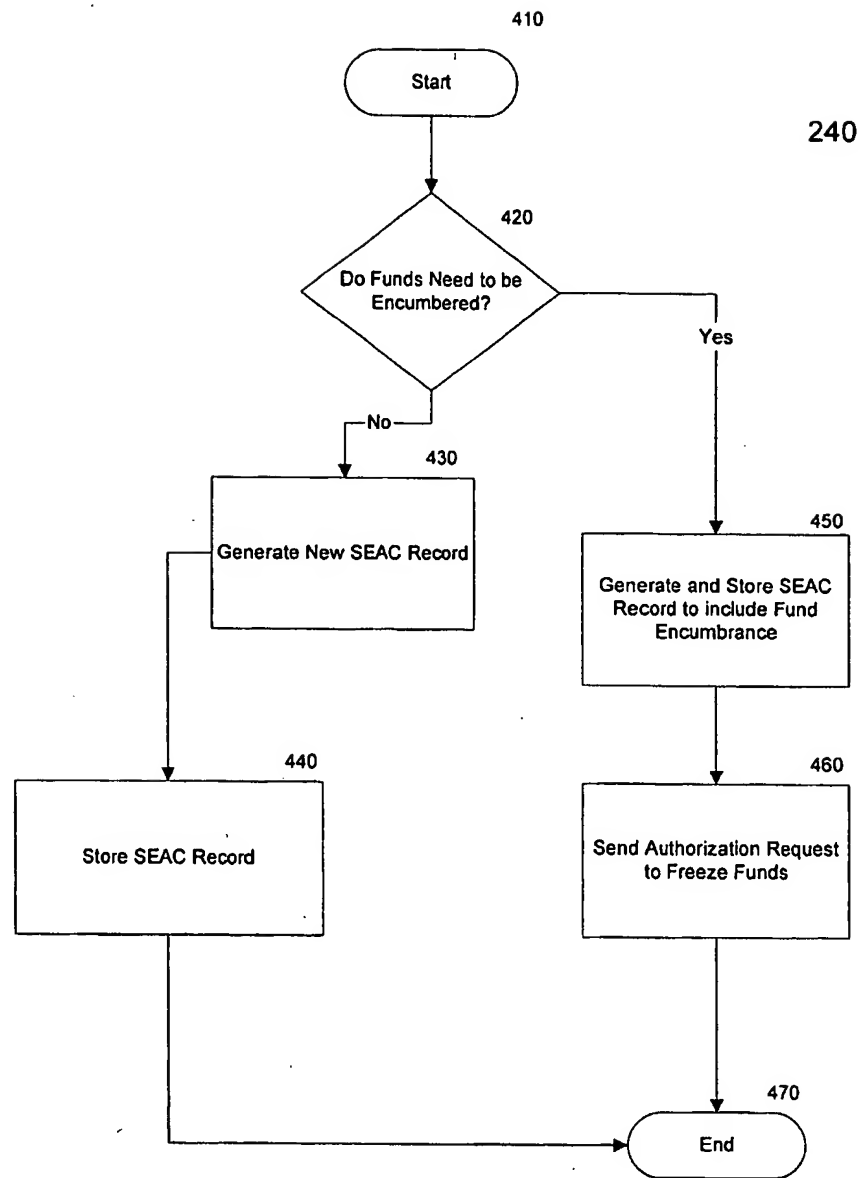 410
Start
240
420
Do Funds Need to be
Encumbered?
Yes
No
430
Generate New SEAC Record
450
Generate and Store SEAC
Record to include Fund
Encumbrance
440
Store SEAC Record
460
Send Authorization Request
to Freeze Funds
470
End